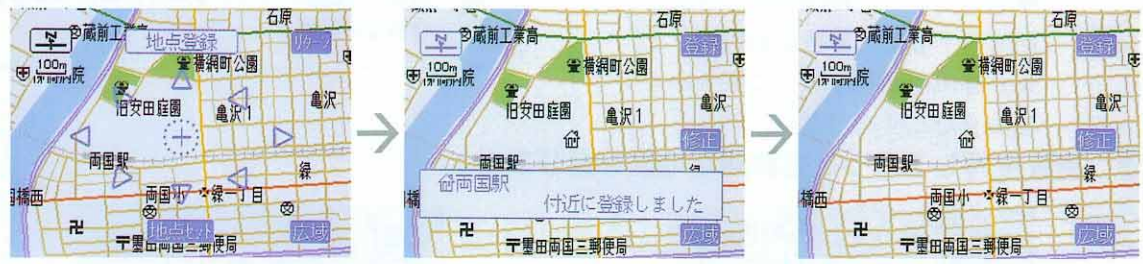 石原
蔵前工業高
地点登録
リターン
100m
院
横網町公園
旧安田庭園
亀沢1
亀沢
両国駅
緑
橋西
両国小
緑一丁目
地点セット
広域
墨田両国三郵便局
石原
蔵前工業高
登録
100m
院
横網町公園
旧安田庭園
亀沢1
亀沢
修正
両国駅
緑
両国駅
付近に登録しました
広域
〒墨田両国三郵便局
石原
蔵前工業高
登録
100m
院
横網町公園
旧安田庭園
亀沢1
亀沢
修正
両国駅
緑
橋西
両国小
緑一丁目
広域
〒墨田両国三郵便局